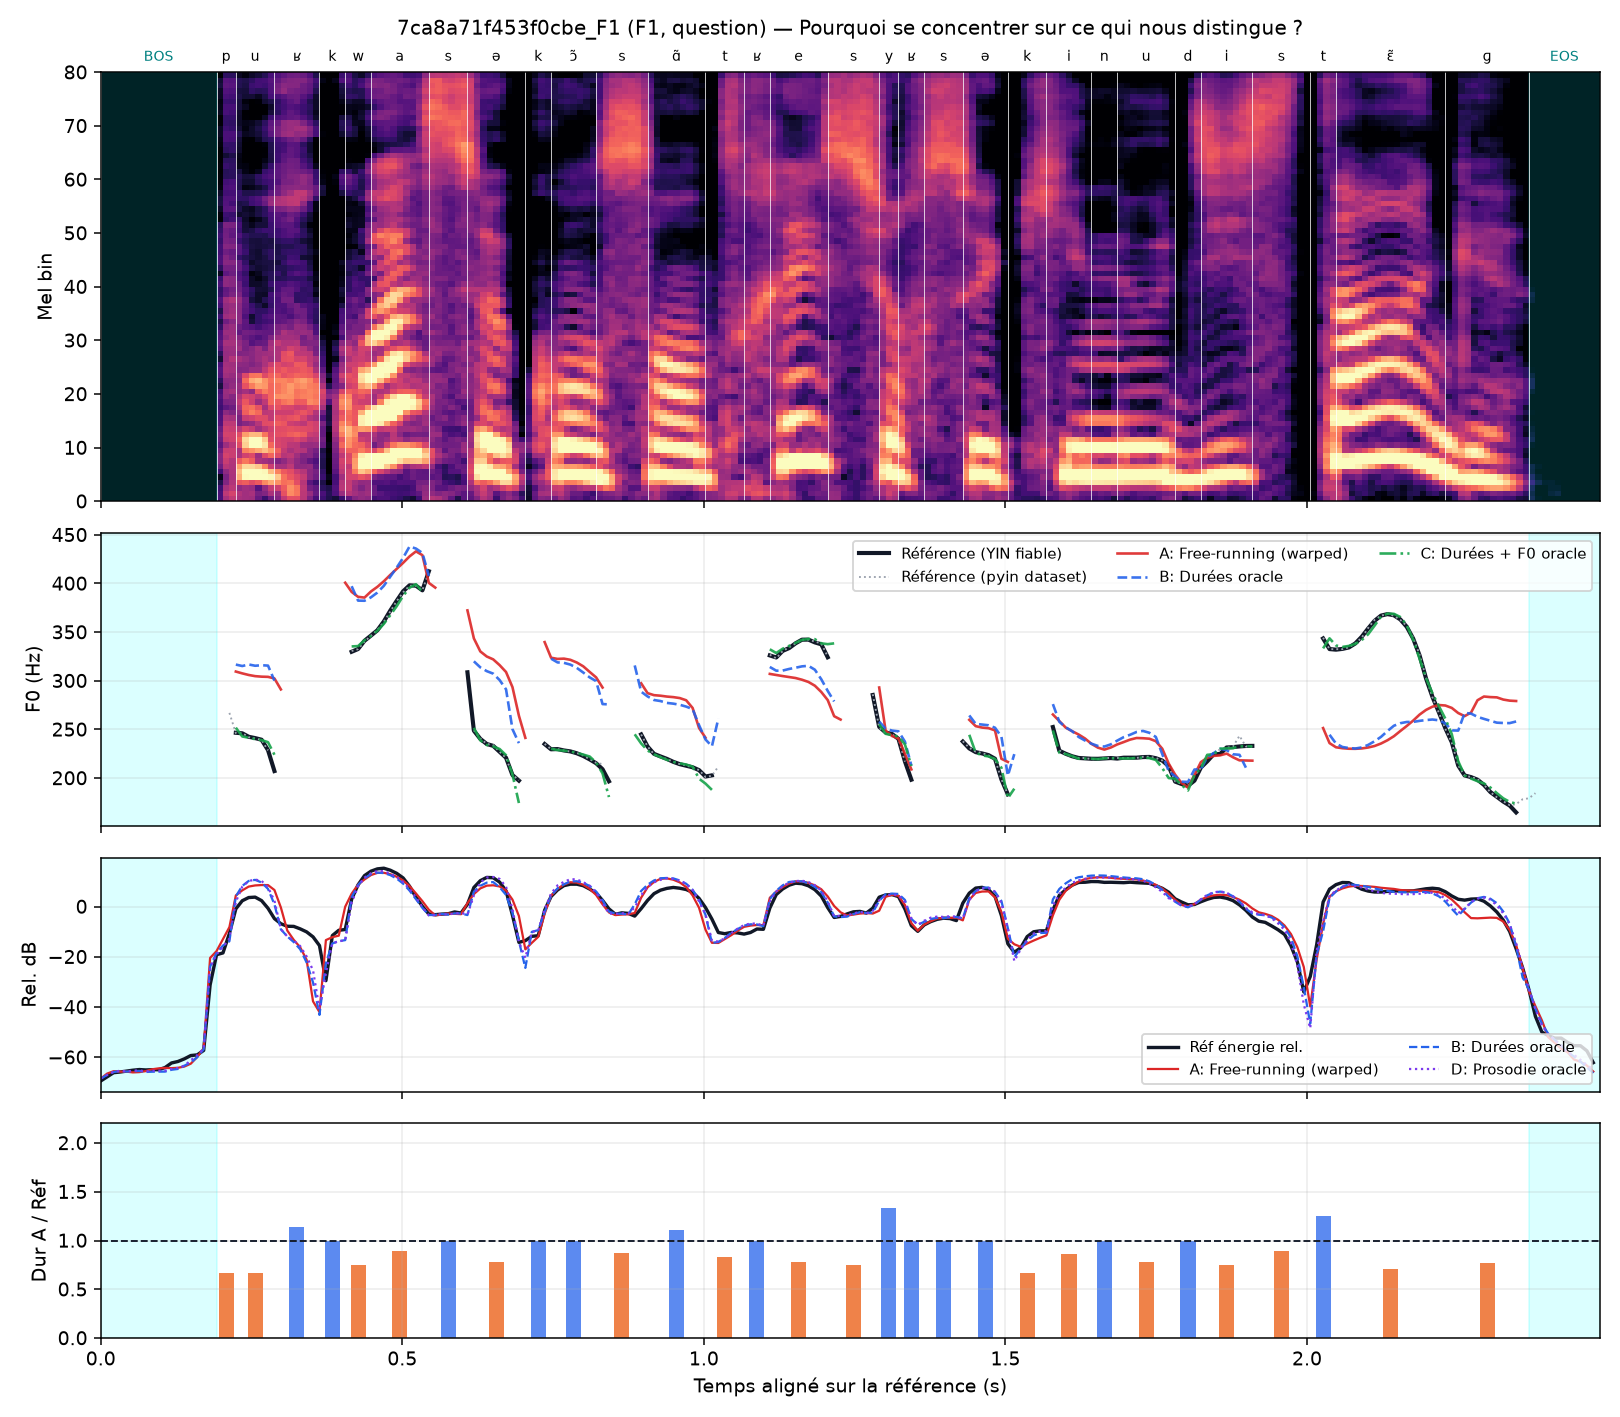 7ca8a71f453f0cbe_F1 (F1, question) — Pourquoi se concentrer sur ce qui nous distingue ?
BOS p u ʁ k w a s ə k ɔ̃ s ɑ̃ t ʁ e s y ʁ s ə k i n u d i s t ɛ̃ g EOS
80
70
60
50
40
30
20
10
0
Mel bin
450
400
350
300
250
200
F0 (Hz)
Référence (YIN fiable)
Référence (pyin dataset)
A: Free-running (warped)
B: Durées oracle
C: Durées + F0 oracle
0
−20
−40
−60
Rel. dB
Réf énergie rel.
A: Free-running (warped)
B: Durées oracle
D: Prosodie oracle
2.0
1.5
1.0
0.5
0.0
Dur A / Réf
0.0 0.5 1.0 1.5 2.0
Temps aligné sur la référence (s)